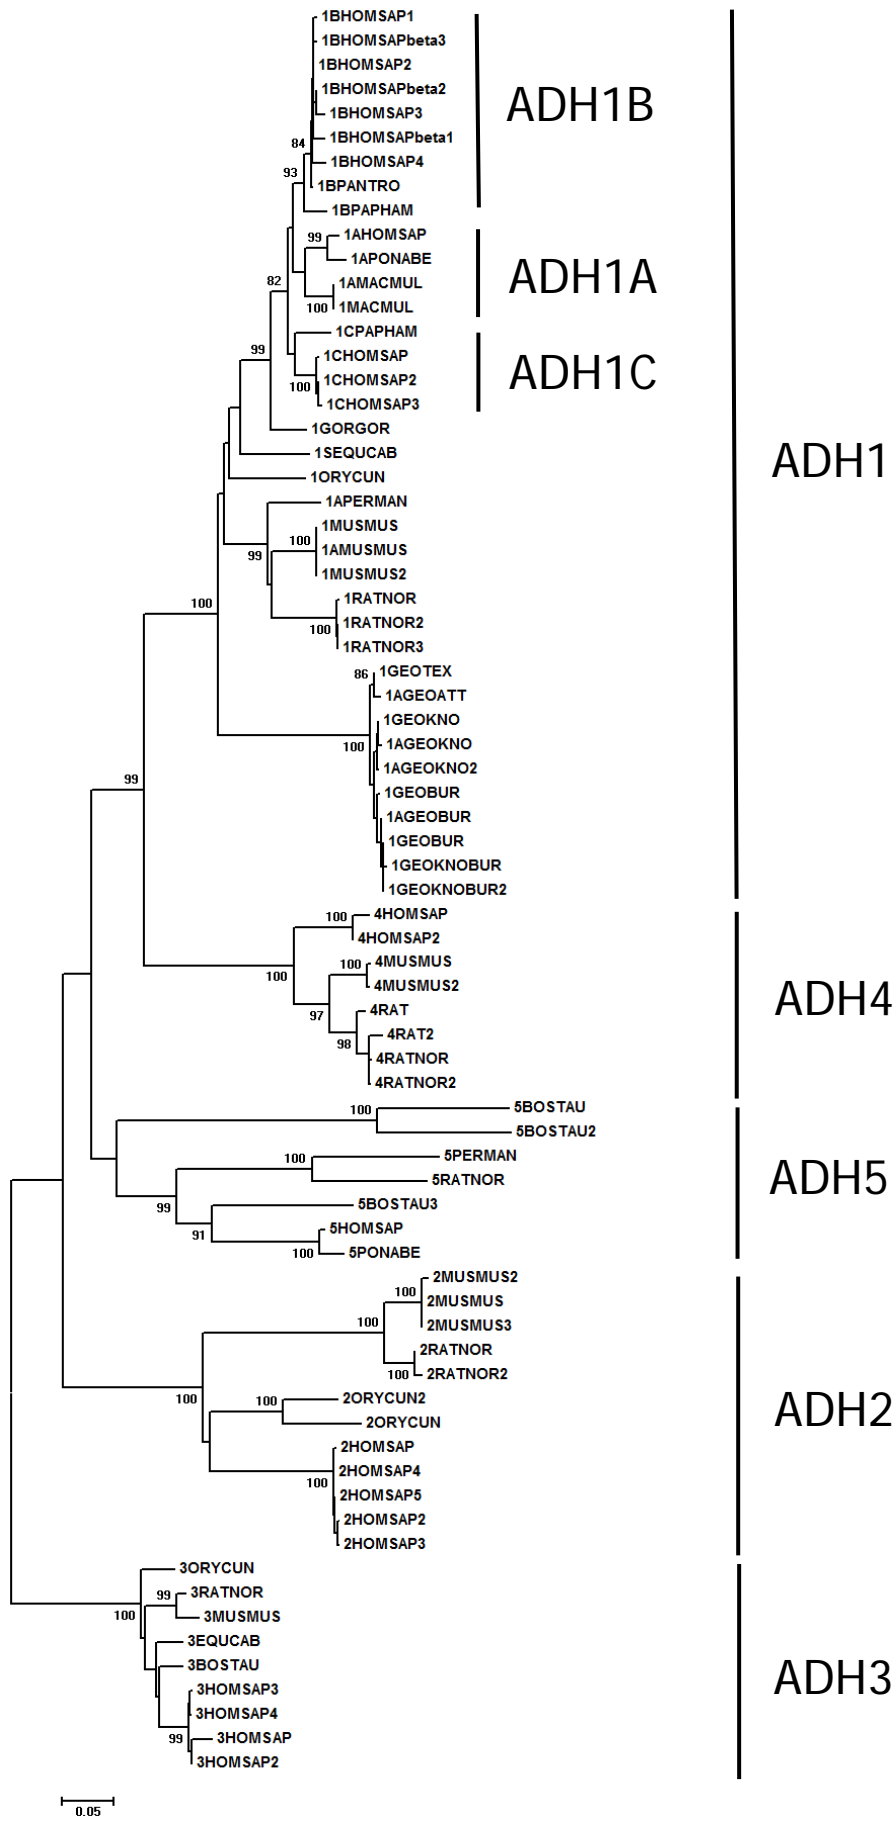 1BHOMSAP1
1BHOMSAPbeta3
1BHOMSAP2
1BHOMSAPbeta2
ADH1B
1BHOMSAP3
1BHOMSAPbeta1
84
1BHOMSAP4
93
1BPANTRO
1BPAPHAM
99
1AHOMSAP
1APONABE
ADH1A
82
1AMACMUL
100
1MACMUL
1CPAPHAM
99
1CHOMSAP
ADH1C
100
1CHOMSAP2
1CHOMSAP3
1GORGOR
1SEQUCAB
ADH1
1ORYCUN
1APERMAN
1MUSMUS
100
99
1AMUSMUS
1MUSMUS2
100
1RATNOR
1RATNOR2
100
1RATNOR3
86
1GEOTEX
1AGEOATT
1GEOKNO
100
1AGEOKNO
1AGEOKNO2
99
1GEOBUR
1AGEOBUR
1GEOBUR
1GEOKNOBUR
1GEOKNOBUR2
100
4HOMSAP
4HOMSAP2
100
100
4MUSMUS
4MUSMUS2
ADH4
97
4RAT
98
4RAT2
4RATNOR
4RATNOR2
100
5BOSTAU
5BOSTAU2
100
5PERMAN
5RATNOR
ADH5
99
5BOSTAU3
91
5HOMSAP
100
5PONABE
2MUSMUS2
100
2MUSMUS
100
2MUSMUS3
2RATNOR
100
2RATNOR2
100
100
2ORYCUN2
ADH2
2ORYCUN
2HOMSAP
100
2HOMSAP4
2HOMSAP5
2HOMSAP2
2HOMSAP3
3ORYCUN
99
3RATNOR
100
3MUSMUS
3EQUCAB
3BOSTAU
ADH3
3HOMSAP3
3HOMSAP4
99
3HOMSAP
3HOMSAP2
0.05